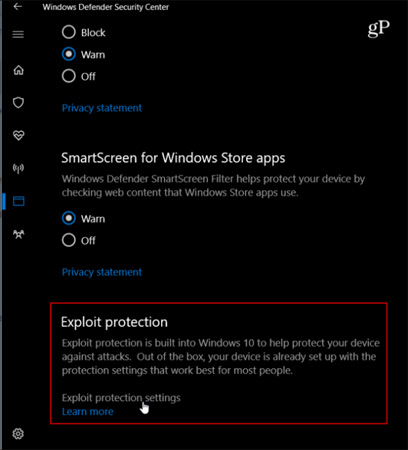 Windows Defender Security Center
gP
Block
Warn
Off
Privacy statement
SmartScreen for Windows Store apps
Windows Defender SmartScreen Filter helps protect your device by
checking web content that Windows Store apps use.
Warn
Off
Privacy statement
Exploit protection
Exploit protection is built into Windows 10 to help protect your device
against attacks. Out of the box, your device is already set up with the
protection settings that work best for most people.
Exploit protection settings
Learn more